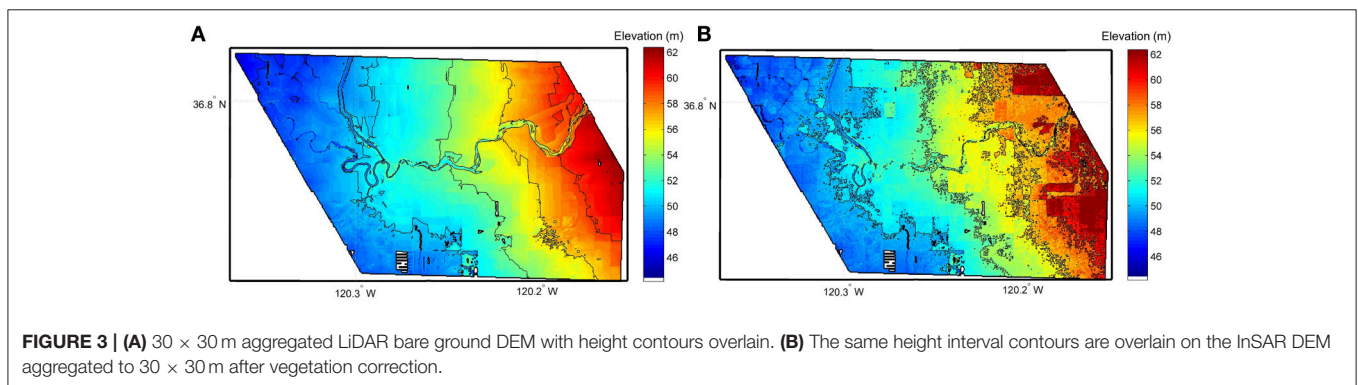 A
Elevation (m)
62
60
58
56
54
52
50
48
46
36.8° N
120.3° W
120.2° W
B
Elevation (m)
62
60
58
56
54
52
50
48
46
36.8° N
120.3° W
120.2° W
FIGURE 3 | (A) 30 × 30 m aggregated LiDAR bare ground DEM with height contours overlain. (B) The same height interval contours are overlain on the InSAR DEM
aggregated to 30 × 30 m after vegetation correction.